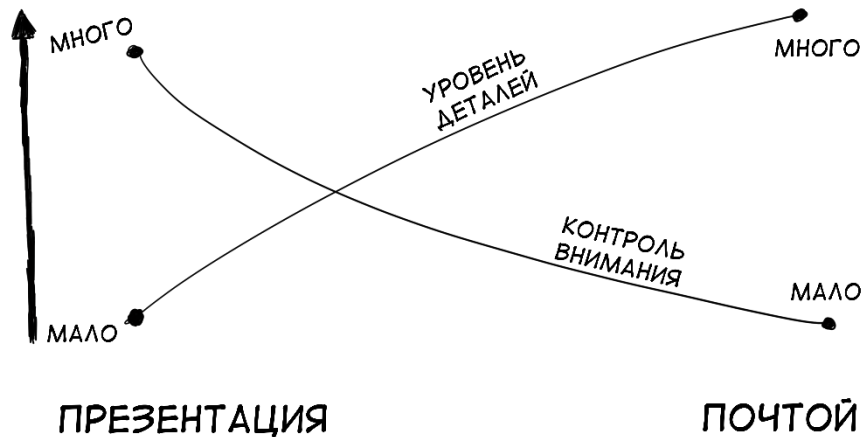 МНОГО
УРОВЕНЬ
ДЕТАЛЕЙ
МНОГО
КОНТРОЛЬ
ВНИМАНИЯ
МАЛО
МАЛО
ПРЕЗЕНТАЦИЯ
ПОЧТОЙ